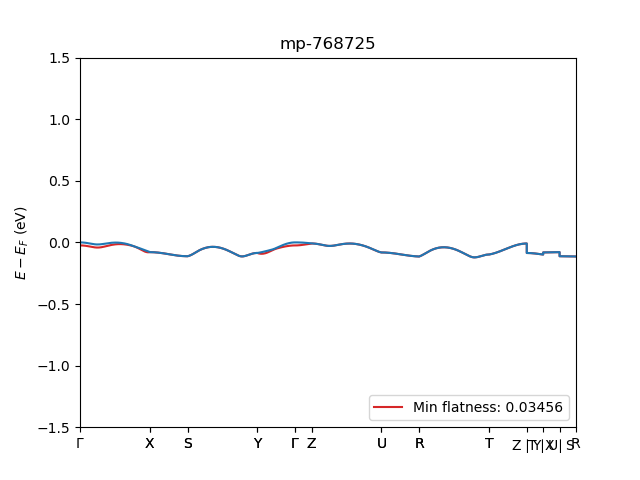 mp-768725
1.5
1.0
0.5
0.0
−0.5
−1.0
−1.5
E − E_F (eV)
Min flatness: 0.03456
Γ X S Y Γ Z U R T Z | T Y | X U | S R